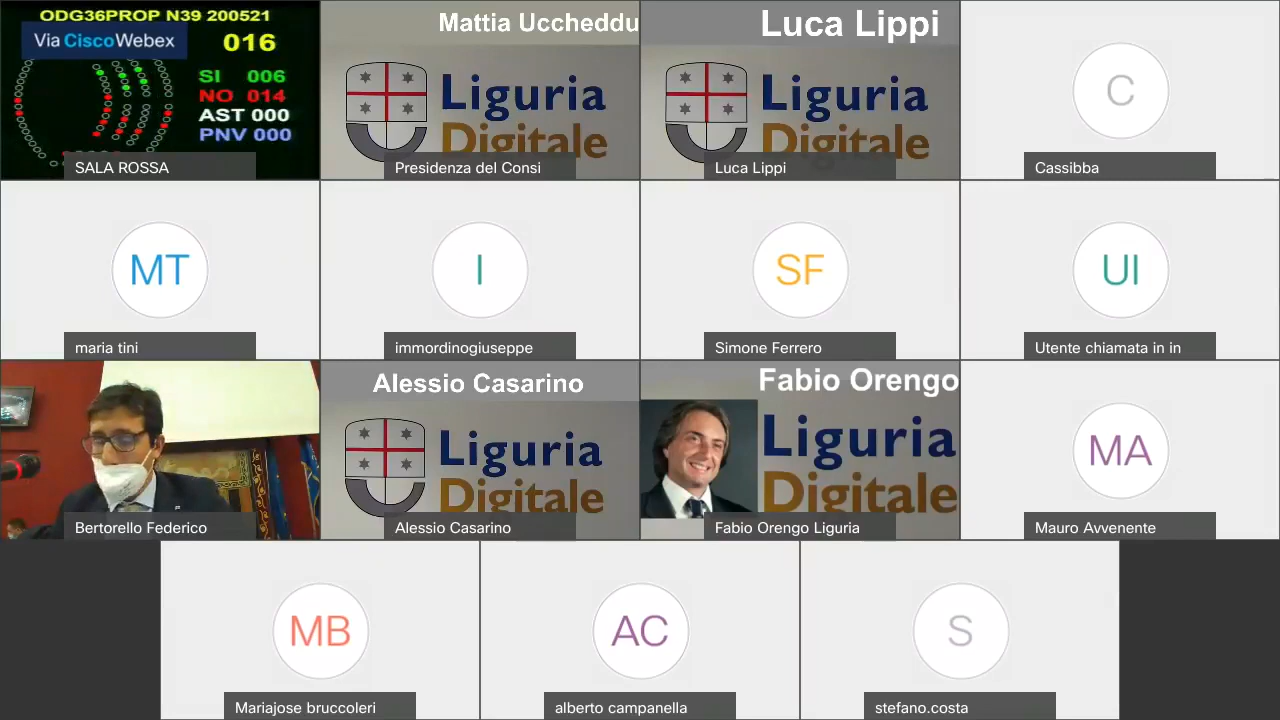 ODG36PROP N39 200521
Via CiscoWebex
016
SI 006
NO 014
AST 000
PNV 000
SALA ROSSA
Mattia Uccheddu
Liguria
Digitale
Presidenza del Consi
Luca Lippi
Liguria
Digitale
Luca Lippi
C
Cassibba
MT
maria tini
I
immordinogiuseppe
SF
Simone Ferrero
UI
Utente chiamata in in
Bertorello Federico
Alessio Casarino
Liguria
Digitale
Alessio Casarino
Fabio Orengo
Liguria
Digitale
Fabio Orengo Liguria
MA
Mauro Avvenente
MB
Mariajose bruccoleri
AC
alberto campanella
S
stefano.costa